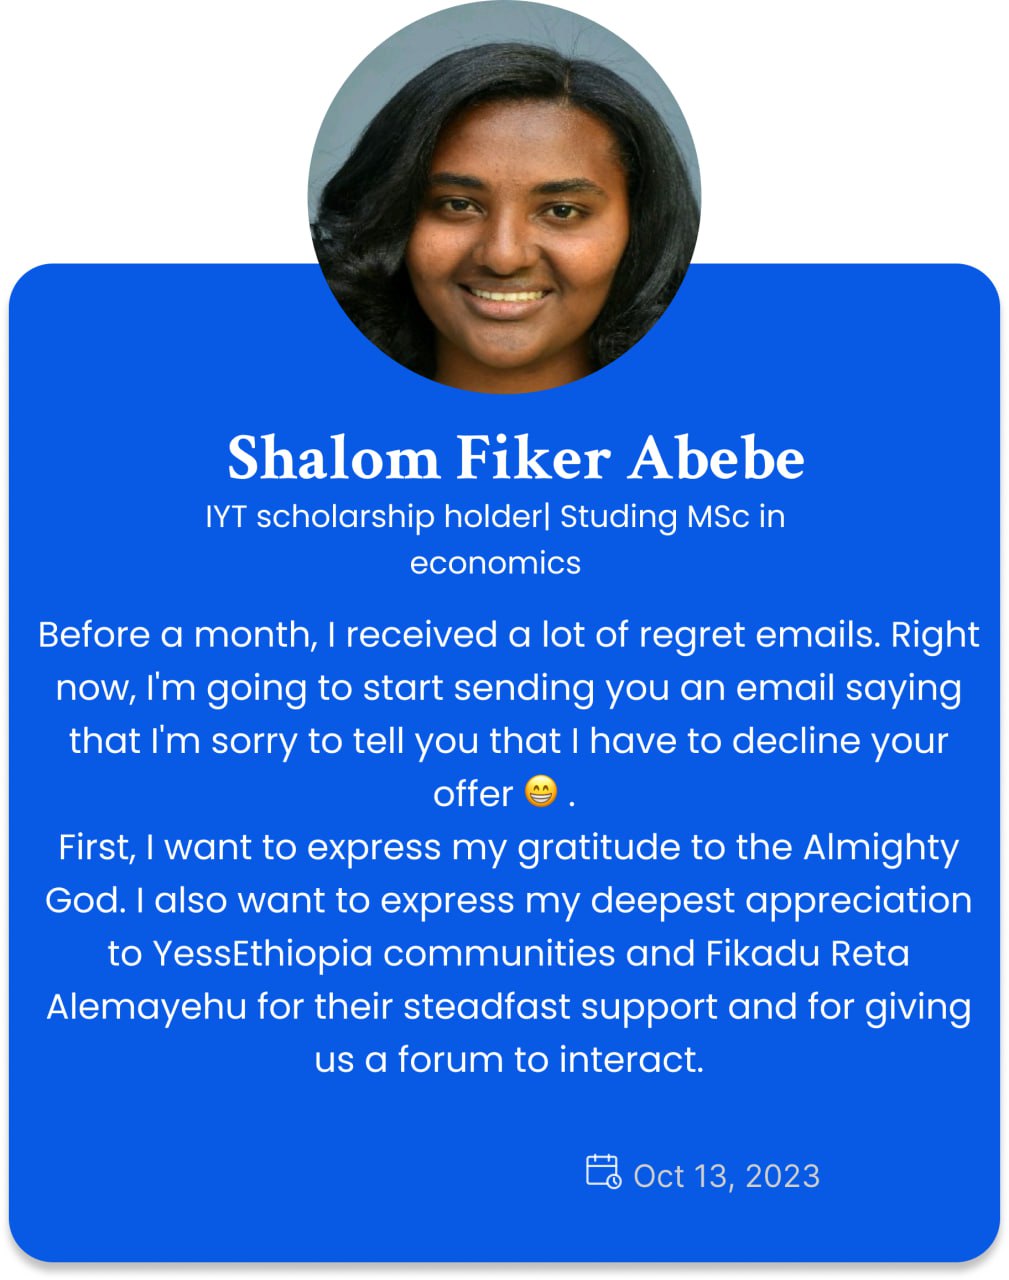 Shalom Fiker Abebe
IYT scholarship holder| Studing MSc in
economics
Before a month, I received a lot of regret emails. Right
now, I'm going to start sending you an email saying
that I'm sorry to tell you that I have to decline your
offer 😁 .
First, I want to express my gratitude to the Almighty
God. I also want to express my deepest appreciation
to YessEthiopia communities and Fikadu Reta
Alemayehu for their steadfast support and for giving
us a forum to interact.
Oct 13, 2023